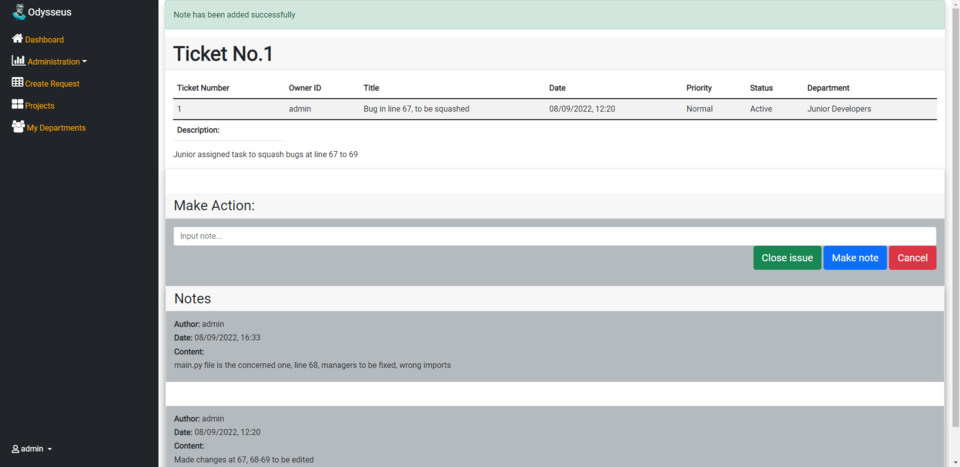 Odysseus
Dashboard
Administration
Create Request
Projects
My Departments
admin
Note has been added successfully
Ticket No.1
Ticket Number Owner ID Title Date Priority Status Department
1 admin Bug in line 67, to be squashed 08/09/2022, 12:20 Normal Active Junior Developers
Description:
Junior assigned task to squash bugs at line 67 to 69
Make Action:
Input note...
Close issue Make note Cancel
Notes
Author: admin
Date: 08/09/2022, 16:33
Content:
main.py file is the concerned one, line 68, managers to be fixed, wrong imports
Author: admin
Date: 08/09/2022, 12:20
Content:
Made changes at 67, 68-69 to be edited